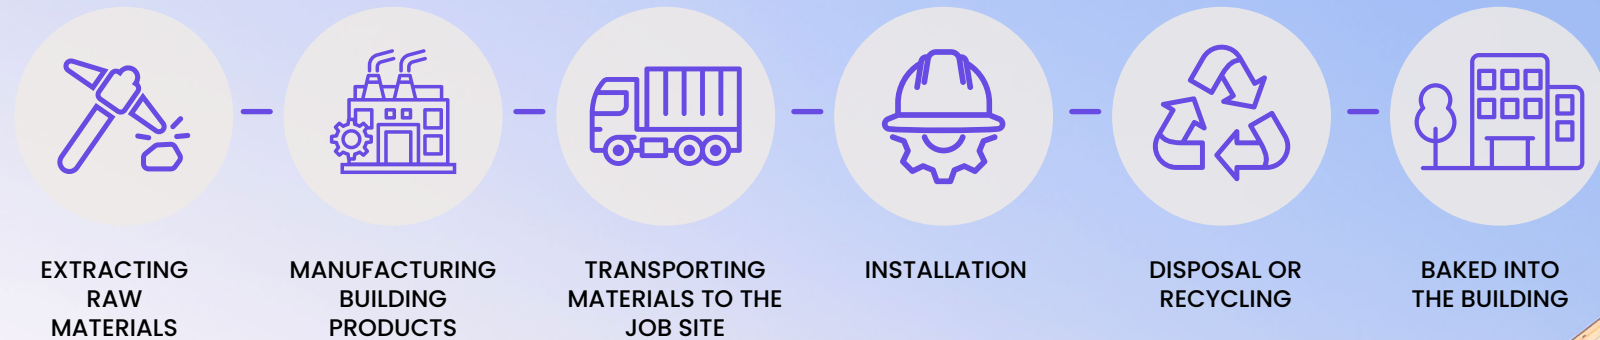 EXTRACTING
RAW
MATERIALS
MANUFACTURING
BUILDING
PRODUCTS
TRANSPORTING
MATERIALS TO THE
JOB SITE
INSTALLATION
DISPOSAL OR
RECYCLING
BAKED INTO
THE BUILDING